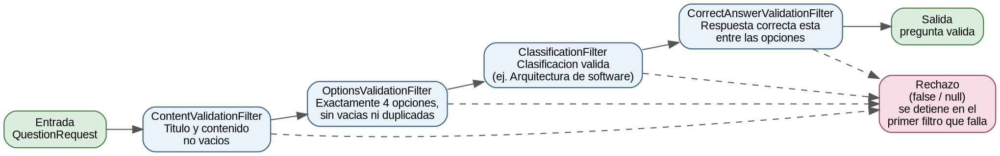 Entrada
QuestionRequest
ContentValidationFilter
Titulo y contenido
no vacios
OptionsValidationFilter
Exactamente 4 opciones,
sin vacias ni duplicadas
ClassificationFilter
Clasificacion valida
(ej. Arquitectura de software)
CorrectAnswerValidationFilter
Respuesta correcta esta
entre las opciones
Salida
pregunta valida
Rechazo
(false / null)
se detiene en el
primer filtro que falla